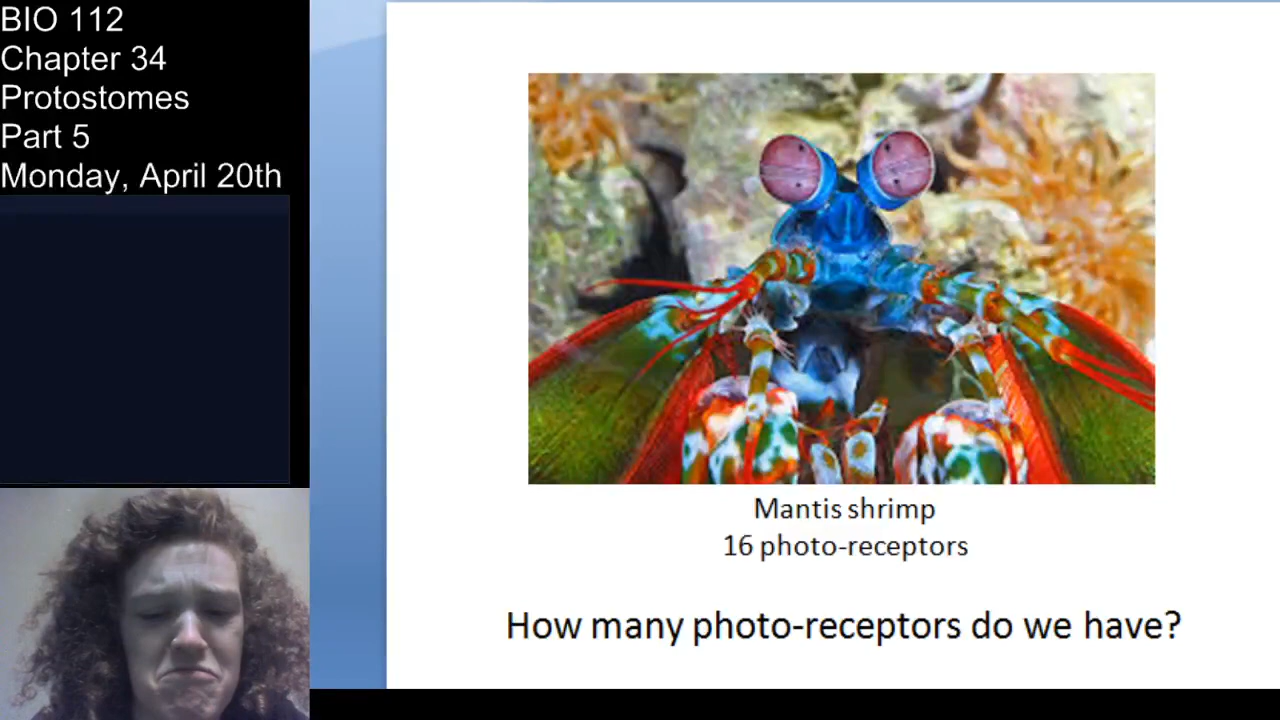 BIO 112
Chapter 34
Protostomes
Part 5
Monday, April 20th
Mantis shrimp
16 photo-receptors
How many photo-receptors do we have?